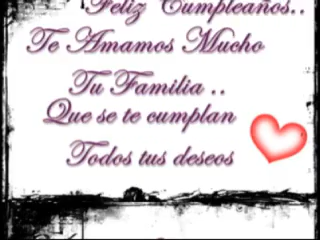 Feliz Cumpleaños..
Te Amamos Mucho
Tu Familia ..
Que se te cumplan
Todos tus deseos